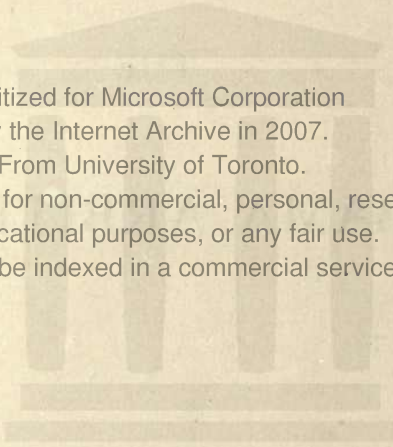 itized for Microsoft Corporation
the Internet Archive in 2007.
From University of Toronto.
for non-commercial, personal, rese
cational purposes, or any fair use.
be indexed in a commercial service